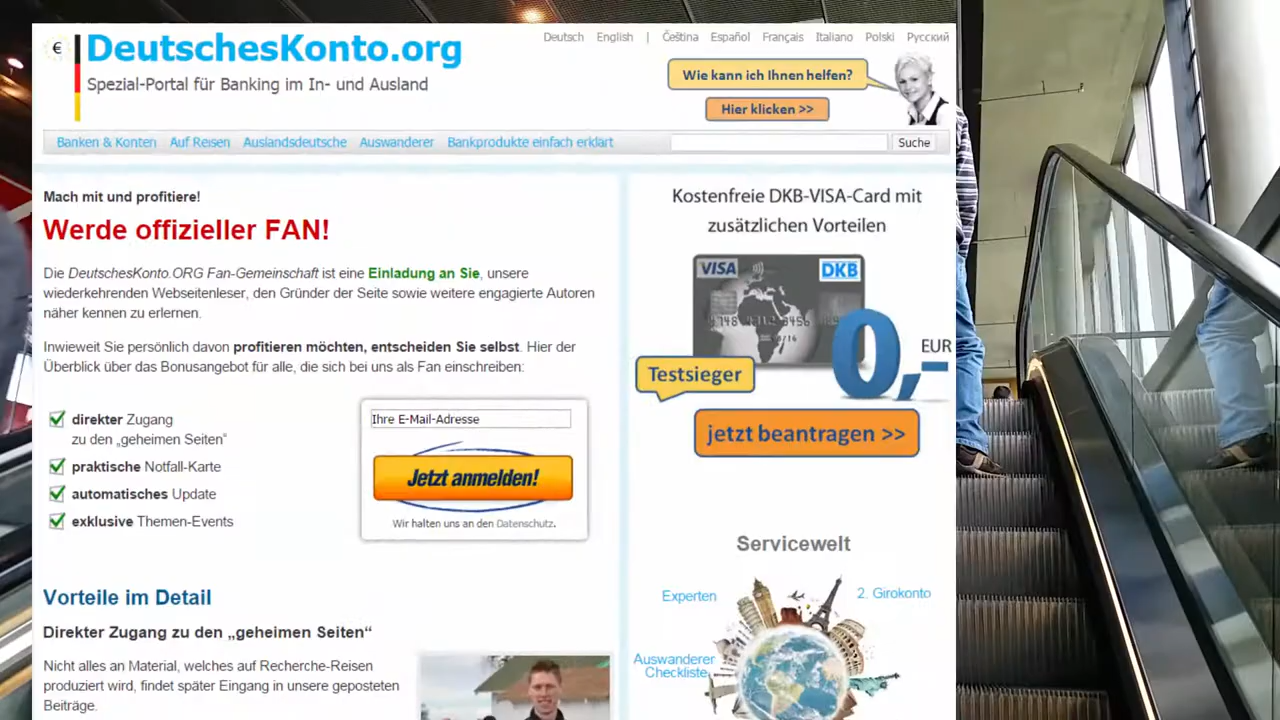 €
DeutschesKonto.org
Spezial-Portal für Banking im In- und Ausland
Deutsch English | Čeština Español Français Italiano Polski Русский
Wie kann ich Ihnen helfen?
Hier klicken >>
Banken & Konten Auf Reisen Auslandsdeutsche Auswanderer Bankprodukte einfach erklärt Suche
Mach mit und profitiere!
Werde offizieller FAN!
Die DeutschesKonto.ORG Fan-Gemeinschaft ist eine Einladung an Sie, unsere
wiederkehrenden Webseitenleser, den Gründer der Seite sowie weitere engagierte Autoren
näher kennen zu erlernen.
Inwieweit Sie persönlich davon profitieren möchten, entscheiden Sie selbst. Hier der
Überblick über das Bonusangebot für alle, die sich bei uns als Fan einschreiben:
direkter Zugang
zu den „geheimen Seiten“
praktische Notfall-Karte
automatisches Update
exklusive Themen-Events
Ihre E-Mail-Adresse
Jetzt anmelden!
Wir halten uns an den Datenschutz.
Vorteile im Detail
Direkter Zugang zu den „geheimen Seiten“
Nicht alles an Material, welches auf Recherche-Reisen
produziert wird, findet später Eingang in unsere geposteten
Beiträge.
Kostenfreie DKB-VISA-Card mit
zusätzlichen Vorteilen
VISA DKB
0,- EUR
Testsieger
jetzt beantragen >>
Servicewelt
Experten
2. Girokonto
Auswanderer
Checkliste